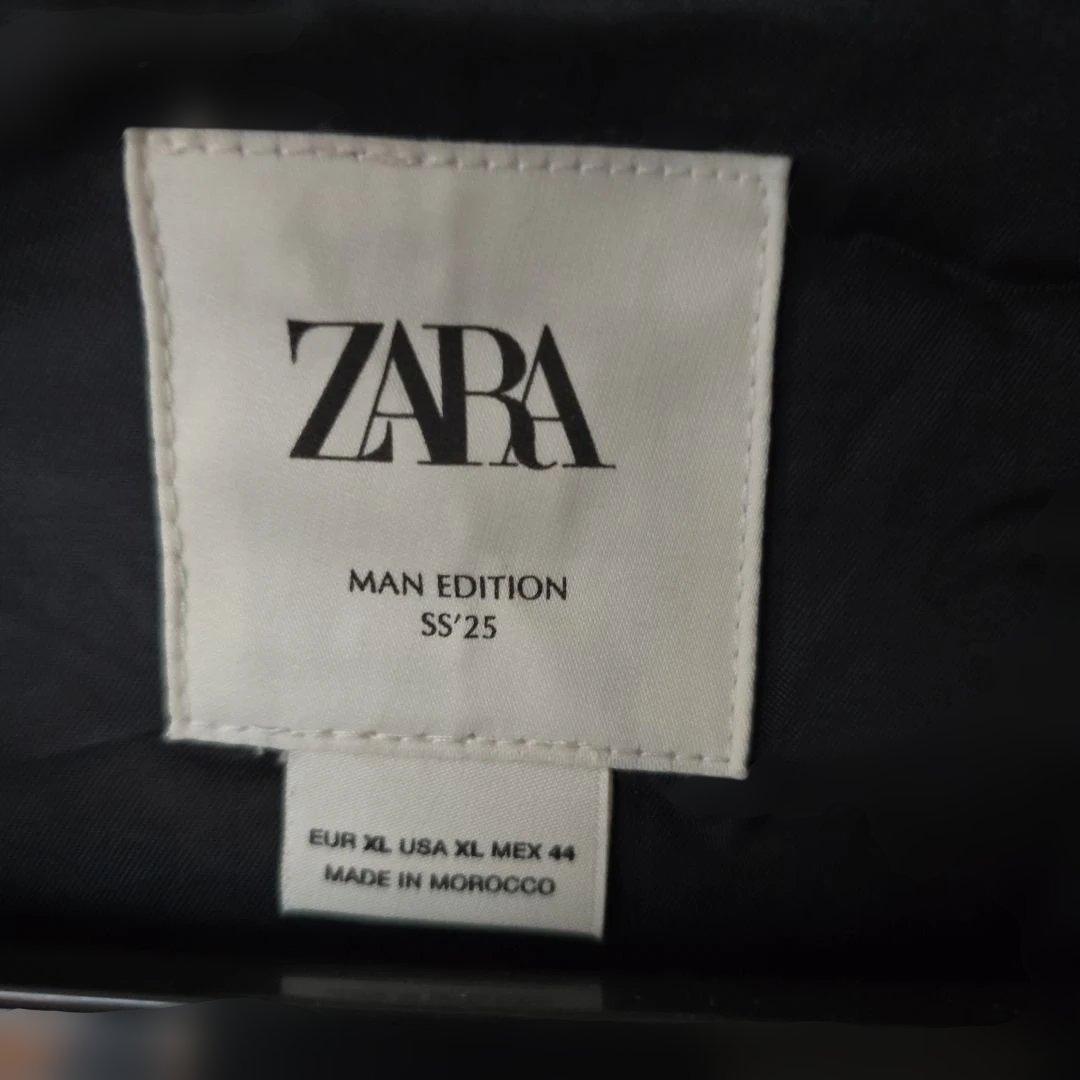 ZARA
MAN EDITION
SS'25
EUR XL USA XL MEX 44
MADE IN MOROCCO